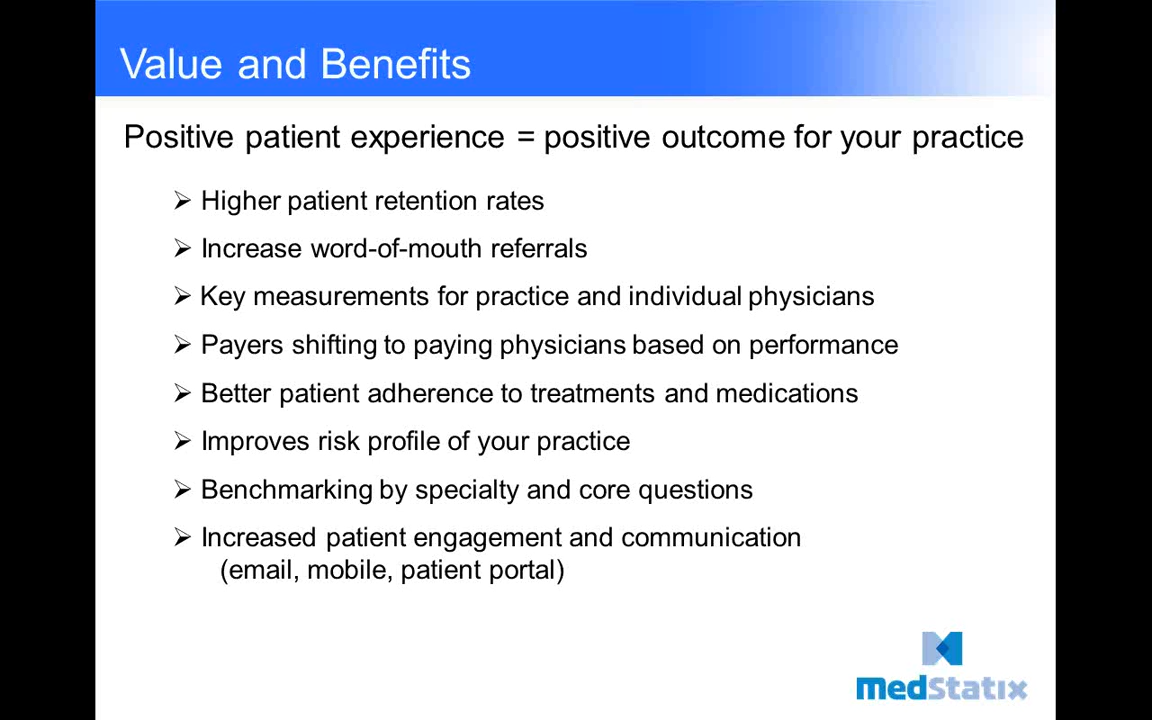 Value and Benefits
Positive patient experience = positive outcome for your practice
➢ Higher patient retention rates
➢ Increase word-of-mouth referrals
➢ Key measurements for practice and individual physicians
➢ Payers shifting to paying physicians based on performance
➢ Better patient adherence to treatments and medications
➢ Improves risk profile of your practice
➢ Benchmarking by specialty and core questions
➢ Increased patient engagement and communication
(email, mobile, patient portal)
medStatix